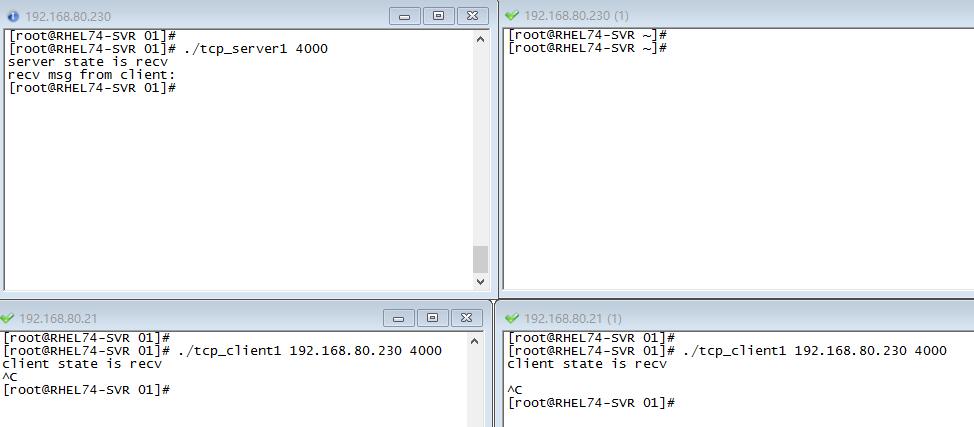 192.168.80.230
[root@RHEL74-SVR 01]#
[root@RHEL74-SVR 01]# ./tcp_server1 4000
server state is recv
recv msg from client:
[root@RHEL74-SVR 01]#
192.168.80.230 (1)
[root@RHEL74-SVR ~]#
[root@RHEL74-SVR ~]#
192.168.80.21
[root@RHEL74-SVR 01]#
[root@RHEL74-SVR 01]# ./tcp_client1 192.168.80.230 4000
client state is recv
^C
[root@RHEL74-SVR 01]#
192.168.80.21 (1)
[root@RHEL74-SVR 01]#
[root@RHEL74-SVR 01]# ./tcp_client1 192.168.80.230 4000
client state is recv
^C
[root@RHEL74-SVR 01]#